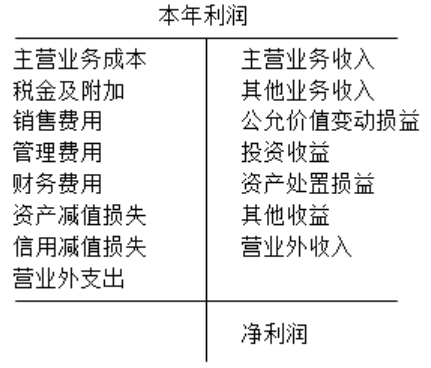 本年利润
主营业务成本 主营业务收入
税金及附加 其他业务收入
销售费用 公允价值变动损益
管理费用 投资收益
财务费用 资产处置损益
资产减值损失 其他收益
信用减值损失 营业外收入
营业外支出
净利润